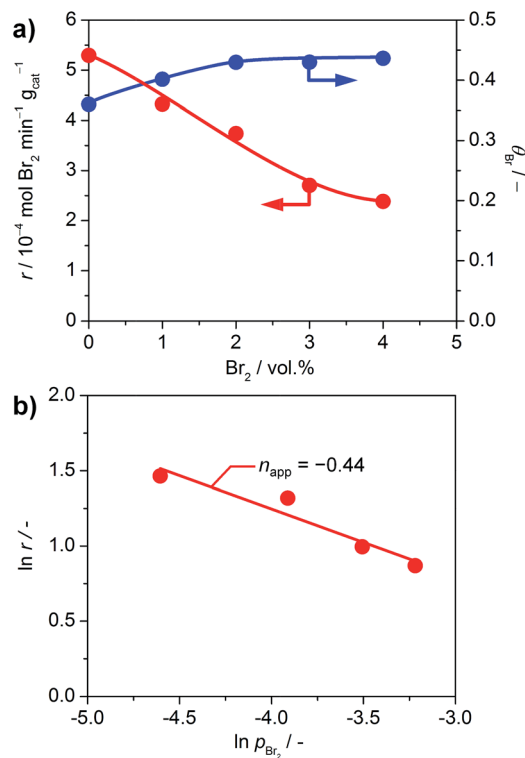 a)
6
5
4
3
2
1
0
r / 10⁻⁴ mol Br₂ min⁻¹ g_cat⁻¹
0.5
0.4
0.3
0.2
0.1
0.0
θ_Br / −
0 1 2 3 4 5
Br₂ / vol.%
b)
2.0
1.5
1.0
0.5
0.0
ln r / -
n_app = −0.44
-5.0 -4.5 -4.0 -3.5 -3.0
ln p_Br₂ / -